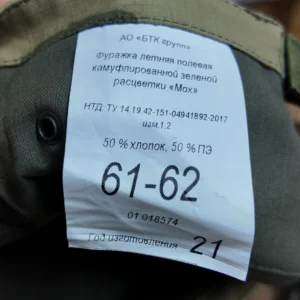 АО «БТК групп»
фуражка летняя полевая
камуфлированной зеленой
расцветки «Мох»
НТД. ТУ 14.19.42-151-04941892-2017
изм.1,2
50 % хлопок, 50 % ПЭ
61-62
01 018574
Год изготовления 21